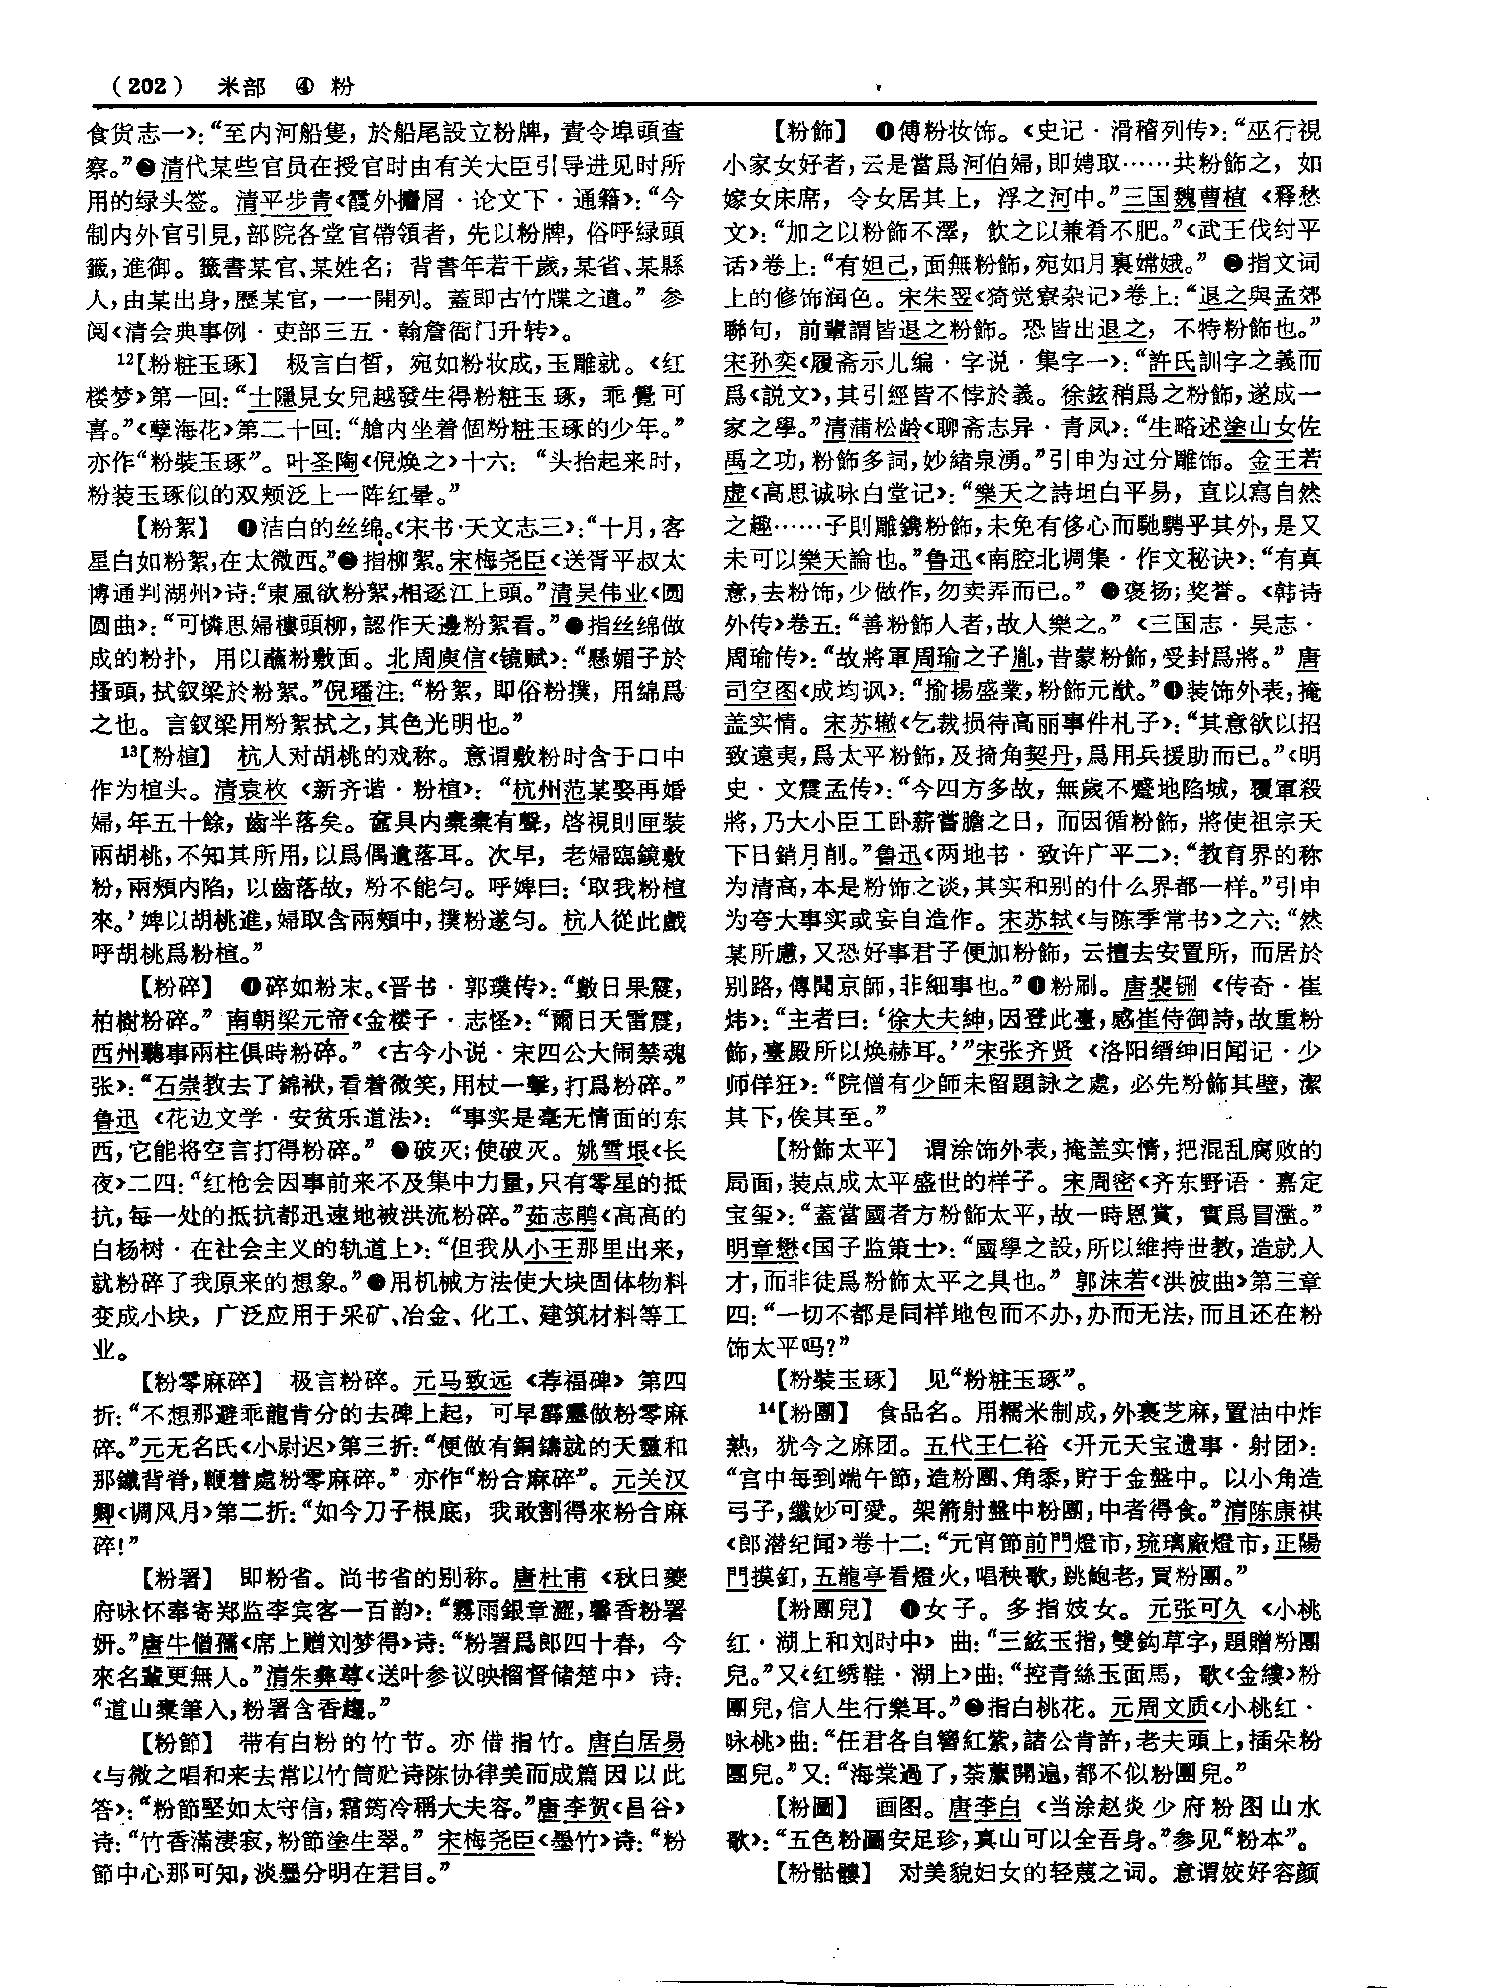 （202） 米部 ④ 粉
食货志一》：“至内河船隻，於船尾設立粉牌，責令埠頭查
察。”❷清代某些官员在授官时由有关大臣引导进见时所
用的绿头签。清平步青《霞外攟屑·论文下·通籍》：“今
制内外官引見，部院各堂官帶領者，先以粉牌，俗呼緑頭
籤，進御。籤書某官、某姓名；背書年若干歲，某省、某縣
人，由某出身，歷某官，一一開列。蓋即古竹牒之遺。” 参
阅《清会典事例·吏部三五·翰詹衙门升转》。
12【粉粧玉琢】 极言白皙，宛如粉妆成，玉雕就。《红
楼梦》第一回：“士隱見女兒越發生得粉粧玉琢，乖覺可
喜。”《孽海花》第二十回：“艙内坐着個粉粧玉琢的少年。”
亦作“粉裝玉琢”。叶圣陶《倪焕之》十六：“头抬起来时，
粉装玉琢似的双颊泛上一阵红晕。”
【粉絮】 ❶洁白的丝绵。《宋书·天文志三》：“十月，客
星白如粉絮，在太微西。”❷指柳絮。宋梅尧臣《送胥平叔太
博通判湖州》诗：“東風欲粉絮，相逐江上頭。”清吴伟业《圆
圆曲》：“可憐思婦樓頭柳，認作天邊粉絮看。”❸指丝绵做
成的粉扑，用以蘸粉敷面。北周庾信《镜赋》：“懸媚子於
搔頭，拭釵梁於粉絮。”倪璠注：“粉絮，即俗粉撲，用綿爲
之也。言釵梁用粉絮拭之，其色光明也。”
13【粉楦】 杭人对胡桃的戏称。意谓敷粉时含于口中
作为楦头。清袁枚《新齐谐·粉楦》：“杭州范某娶再婚
婦，年五十餘，齒半落矣。奩具内橐橐有聲，啓視則匣装
兩胡桃，不知其所用，以爲偶遺落耳。次早，老婦臨鏡敷
粉，兩頰内陷，以齒落故，粉不能匀。呼婢曰：‘取我粉楦
來。’婢以胡桃進，婦取含兩頰中，撲粉遂匀。杭人從此戲
呼胡桃爲粉楦。”
【粉碎】 ❶碎如粉末。《晋书·郭璞传》：“數日果震，
柏樹粉碎。” 南朝梁元帝《金楼子·志怪》：“爾日天雷震，
西州聽事兩柱俱時粉碎。”《古今小说·宋四公大闹禁魂
张》：“石崇教去了錦袱，看着微笑，用杖一擊，打爲粉碎。”
鲁迅《花边文学·安贫乐道法》：“事实是毫无情面的东
西，它能将空言打得粉碎。” ❷破灭；使破灭。姚雪垠《长
夜》二四：“红枪会因事前来不及集中力量，只有零星的抵
抗，每一处的抵抗都迅速地被洪流粉碎。”茹志鹃《高高的
白杨树·在社会主义的轨道上》：“但我从小王那里出来，
就粉碎了我原来的想象。”❸用机械方法使大块固体物料
变成小块，广泛应用于采矿、冶金、化工、建筑材料等工
业。
【粉零麻碎】 极言粉碎。元马致远《荐福碑》第四
折：“不想那避乖龍肯分的去碑上起，可早霹靂做粉零麻
碎。”元无名氏《小尉迟》第三折：“便做有銅鑄就的天靈和
那鐵背脊，鞭着處粉零麻碎。” 亦作“粉合麻碎”。元关汉
卿《调风月》第二折：“如今刀子根底，我敢割得來粉合麻
碎！”
【粉署】 即粉省。尚书省的别称。唐杜甫《秋日夔
府咏怀奉寄郑监李宾客一百韵》：“霧雨銀章澀，馨香粉署
妍。”唐牛僧孺《席上赠刘梦得》诗：“粉署爲郎四十春，今
來名輩更無人。”清朱彝尊《送叶参议映榴督储楚中》诗：
“道山橐筆入，粉署含香趨。”
【粉節】 带有白粉的竹节。亦借指竹。唐白居易
《与微之唱和来去常以竹筒贮诗陈协律美而成篇因以此
答》：“粉節堅如太守信，霜筠冷稱大夫容。”唐李贺《昌谷》
诗：“竹香滿淒寂，粉節塗生翠。” 宋梅尧臣《墨竹》诗：“粉
節中心那可知，淡墨分明在君目。”
【粉飾】 ❶傅粉妆饰。《史记·滑稽列传》：“巫行視
小家女好者，云是當爲河伯婦，即娉取……共粉飾之，如
嫁女床席，令女居其上，浮之河中。”三国魏曹植《释愁
文》：“加之以粉飾不澤，飲之以兼肴不肥。”《武王伐纣平
话》卷上：“有妲己，面無粉飾，宛如月裏嫦娥。” ❷指文词
上的修饰润色。宋朱翌《猗觉寮杂记》卷上：“退之與孟郊
聯句，前輩謂皆退之粉飾。恐皆出退之，不特粉飾也。”
宋孙奕《履斋示儿编·字说·集字一》：“許氏訓字之義而
爲《説文》，其引經皆不悖於義。徐鉉稍爲之粉飾，遂成一
家之學。”清蒲松龄《聊斋志异·青凤》：“生略述塗山女佐
禹之功，粉飾多詞，妙緒泉湧。”引申为过分雕饰。金王若
虚《高思诚咏白堂记》：“樂天之詩坦白平易，直以寫自然
之趣……子則雕鐫粉飾，未免有侈心而馳騁乎其外，是又
未可以樂天論也。”鲁迅《南腔北调集·作文秘诀》：“有真
意，去粉饰，少做作，勿卖弄而已。” ❸褒扬；奖誉。《韩诗
外传》卷五：“善粉飾人者，故人樂之。”《三国志·吴志·
周瑜传》：“故將軍周瑜之子胤，昔蒙粉飾，受封爲將。” 唐
司空图《成均讽》：“揄揚盛業，粉飾元猷。”❹装饰外表；掩
盖实情。宋苏辙《乞裁损待高丽事件札子》：“其意欲以招
致遠夷，爲太平粉飾，及掎角契丹，爲用兵援助而已。”《明
史·文震孟传》：“今四方多故，無歲不蹙地陷城，覆軍殺
將，乃大小臣工卧薪嘗膽之日，而因循粉飾，將使祖宗天
下日銷月削。”鲁迅《两地书·致许广平二》：“教育界的称
为清高，本是粉饰之谈，其实和别的什么界都一样。”引申
为夸大事实或妄自造作。宋苏轼《与陈季常书》之六：“然
某所慮，又恐好事君子便加粉飾，云擅去安置所，而居於
别路，傳聞京師，非細事也。”❺粉刷。唐裴铏《传奇·崔
炜》：“主者曰：‘徐大夫紳，因登此臺，感崔侍御詩，故重粉
飾，臺殿所以焕赫耳。’”宋张齐贤《洛阳缙绅旧闻记·少
师佯狂》：“院僧有少師未留題詠之處，必先粉飾其壁，潔
其下，俟其至。”
【粉飾太平】 谓涂饰外表，掩盖实情，把混乱腐败的
局面，装点成太平盛世的样子。宋周密《齐东野语·嘉定
宝玺》：“蓋當國者方粉飾太平，故一時恩賞，實爲冒濫。”
明章懋《国子监策士》：“國學之設，所以維持世教，造就人
才，而非徒爲粉飾太平之具也。” 郭沫若《洪波曲》第三章
四：“一切不都是同样地包而不办，办而无法，而且还在粉
饰太平吗？”
【粉裝玉琢】 见“粉粧玉琢”。
14【粉團】 食品名。用糯米制成，外裹芝麻，置油中炸
熟，犹今之麻团。五代王仁裕《开元天宝遗事·射团》：
“宫中每到端午節，造粉團、角黍，貯于金盤中。以小角造
弓子，纖妙可愛。架箭射盤中粉團，中者得食。”清陈康祺
《郎潜纪闻》卷十二：“元宵節前門燈市，琉璃廠燈市，正陽
門摸釘，五龍亭看燈火，唱秧歌，跳鮑老，買粉團。”
【粉團兒】 ❶女子。多指妓女。元张可久《小桃
红·湖上和刘时中》曲：“三絃玉指，雙鈎草字，題贈粉團
兒。”又《红绣鞋·湖上》曲：“控青絲玉面馬，歌《金縷》粉
團兒，信人生行樂耳。”❷指白桃花。元周文质《小桃红·
咏桃》曲：“任君各自簪紅紫，諸公肯許，老夫頭上，插朵粉
團兒。”又：“海棠過了，荼䕷開遍，都不似粉團兒。”
【粉圖】 画图。唐李白《当涂赵炎少府粉图山水
歌》：“五色粉圖安足珍，真山可以全吾身。”参见“粉本”。
【粉骷髏】 对美貌妇女的轻蔑之词。意谓姣好容颜